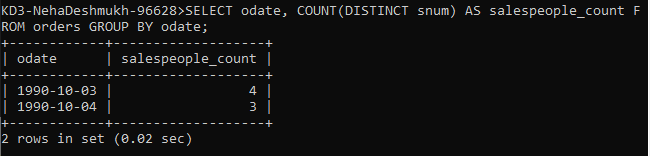 KD3-NehaDeshmukh-96628>SELECT odate, COUNT(DISTINCT snum) AS salespeople_count F
ROM orders GROUP BY odate;
+------------+-------------------+
| odate      | salespeople_count |
+------------+-------------------+
| 1990-10-03 |                 4 |
| 1990-10-04 |                 3 |
+------------+-------------------+
2 rows in set (0.02 sec)